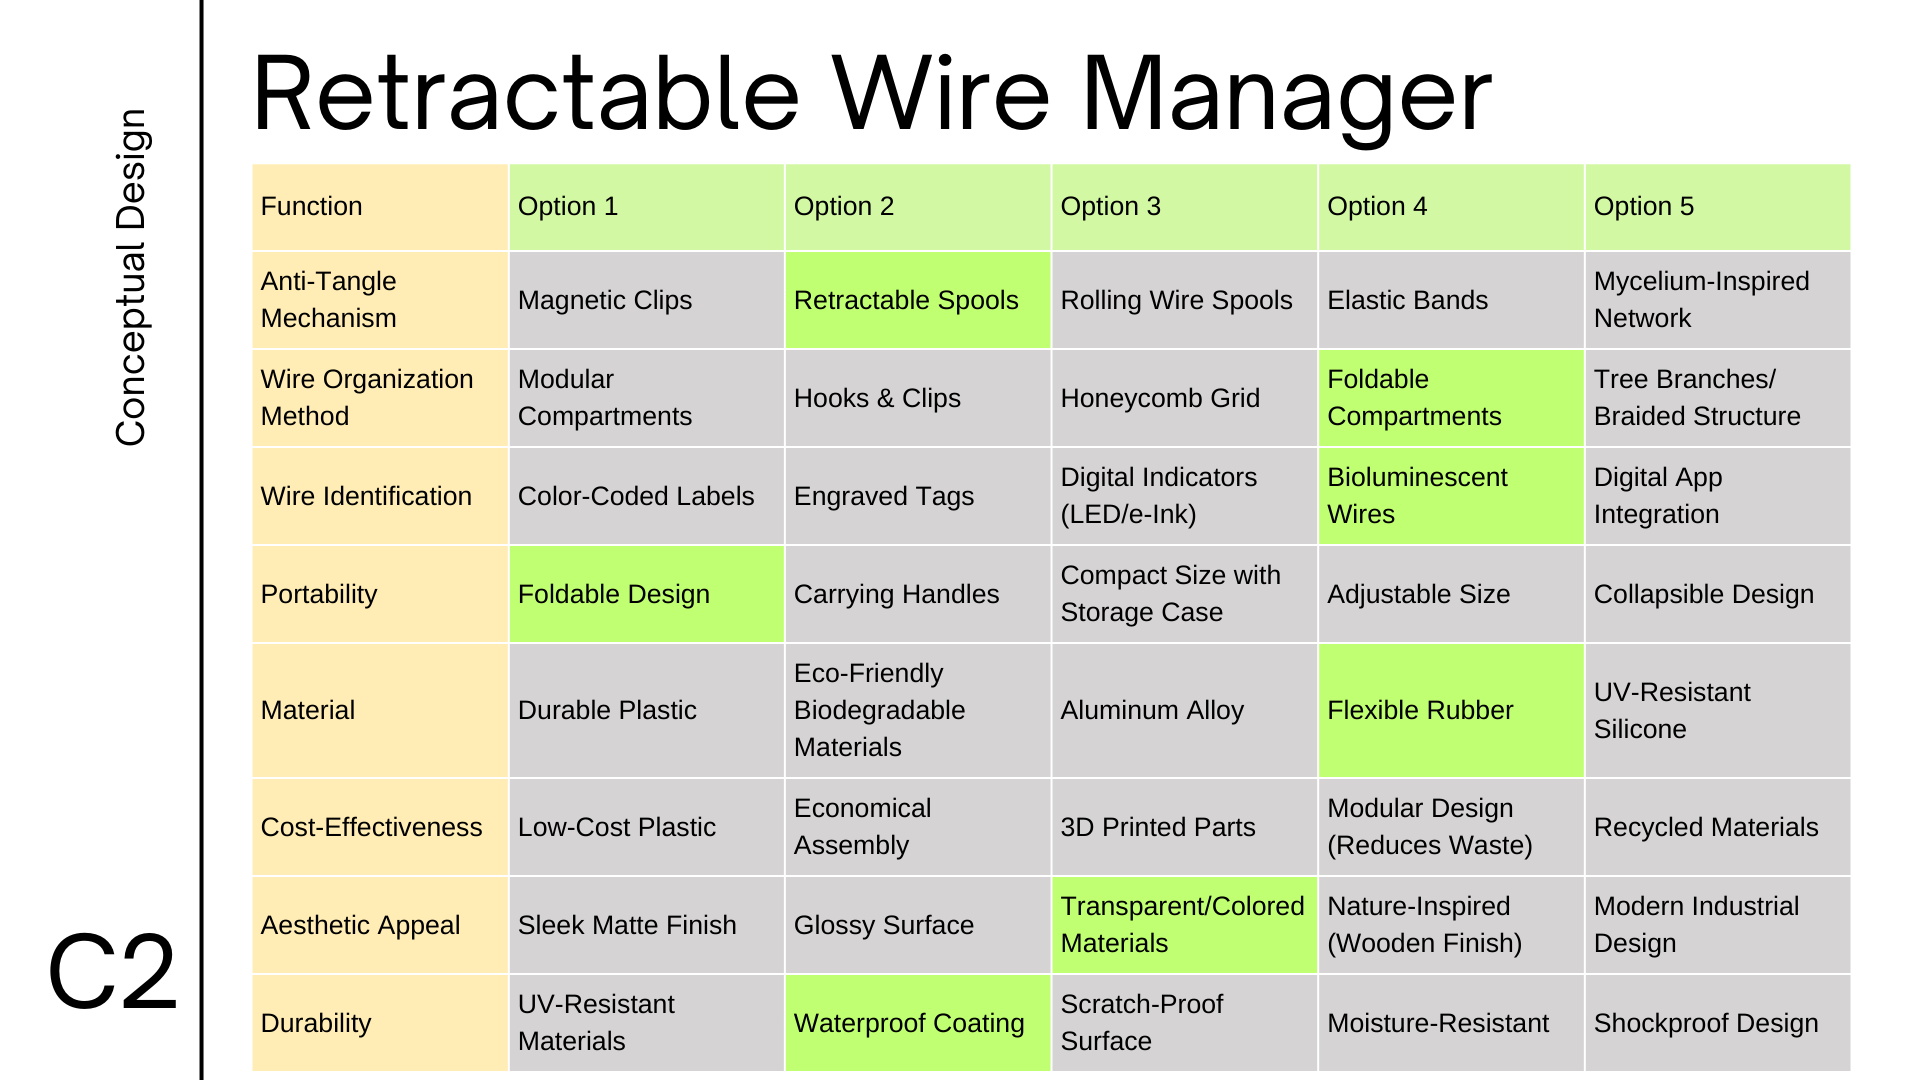 Conceptual Design
C2
Retractable Wire Manager
Function
Option 1
Option 2
Option 3
Option 4
Option 5
Anti-Tangle
Mechanism
Magnetic Clips
Retractable Spools
Rolling Wire Spools
Elastic Bands
Mycelium-Inspired
Network
Wire Organization
Method
Modular
Compartments
Hooks & Clips
Honeycomb Grid
Foldable
Compartments
Tree Branches/
Braided Structure
Wire Identification
Color-Coded Labels
Engraved Tags
Digital Indicators
(LED/e-Ink)
Bioluminescent
Wires
Digital App
Integration
Portability
Foldable Design
Carrying Handles
Compact Size with
Storage Case
Adjustable Size
Collapsible Design
Material
Durable Plastic
Eco-Friendly
Biodegradable
Materials
Aluminum Alloy
Flexible Rubber
UV-Resistant
Silicone
Cost-Effectiveness
Low-Cost Plastic
Economical
Assembly
3D Printed Parts
Modular Design
(Reduces Waste)
Recycled Materials
Aesthetic Appeal
Sleek Matte Finish
Glossy Surface
Transparent/Colored
Materials
Nature-Inspired
(Wooden Finish)
Modern Industrial
Design
Durability
UV-Resistant
Materials
Waterproof Coating
Scratch-Proof
Surface
Moisture-Resistant
Shockproof Design